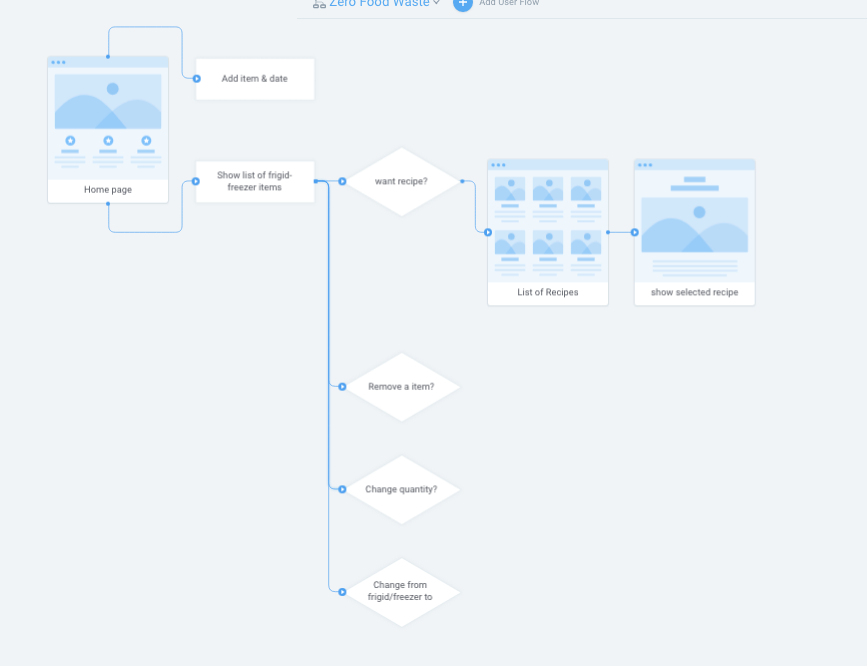 Zero Food Waste
Add User Flow
Add item & date
Home page
Show list of frigid-
freezer items
want recipe?
List of Recipes
show selected recipe
Remove a item?
Change quantity?
Change from
frigid/freezer to